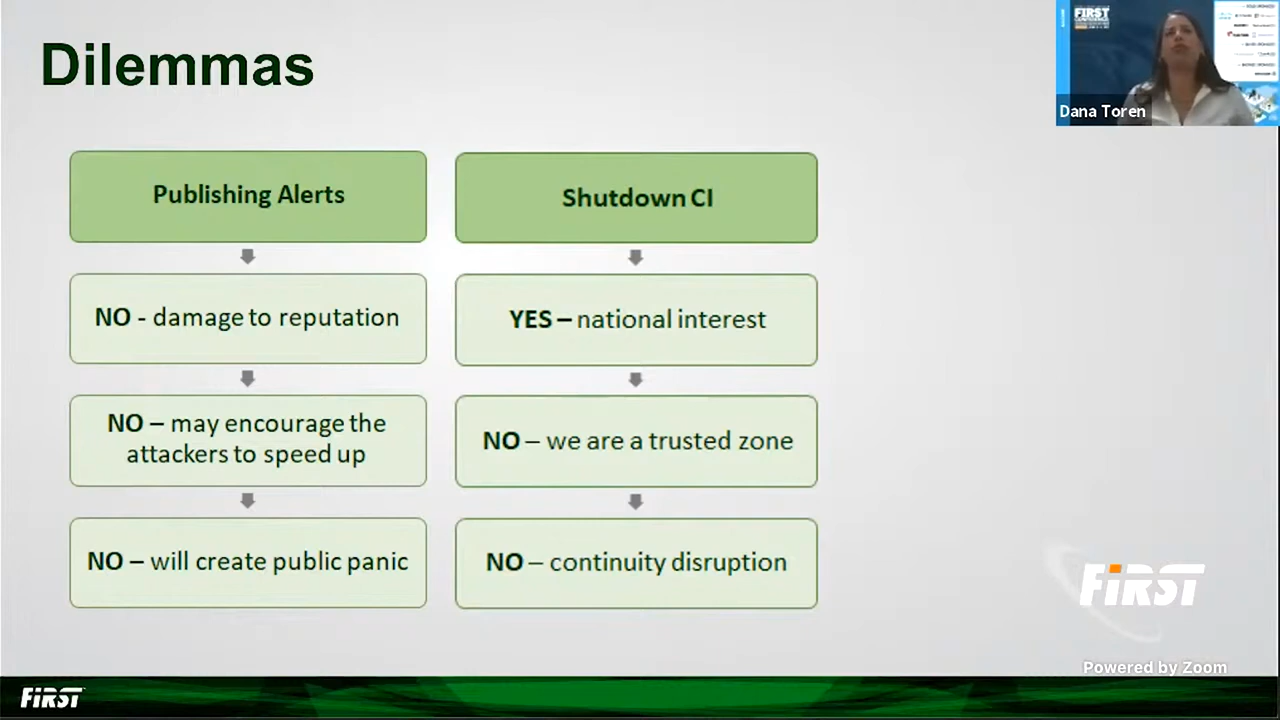 Dilemmas
FIRST
CONFERENCE
Dana Toren
Publishing Alerts
NO - damage to reputation
NO – may encourage the
attackers to speed up
NO – will create public panic
Shutdown CI
YES – national interest
NO – we are a trusted zone
NO – continuity disruption
FiRST
Powered by Zoom
FiRST